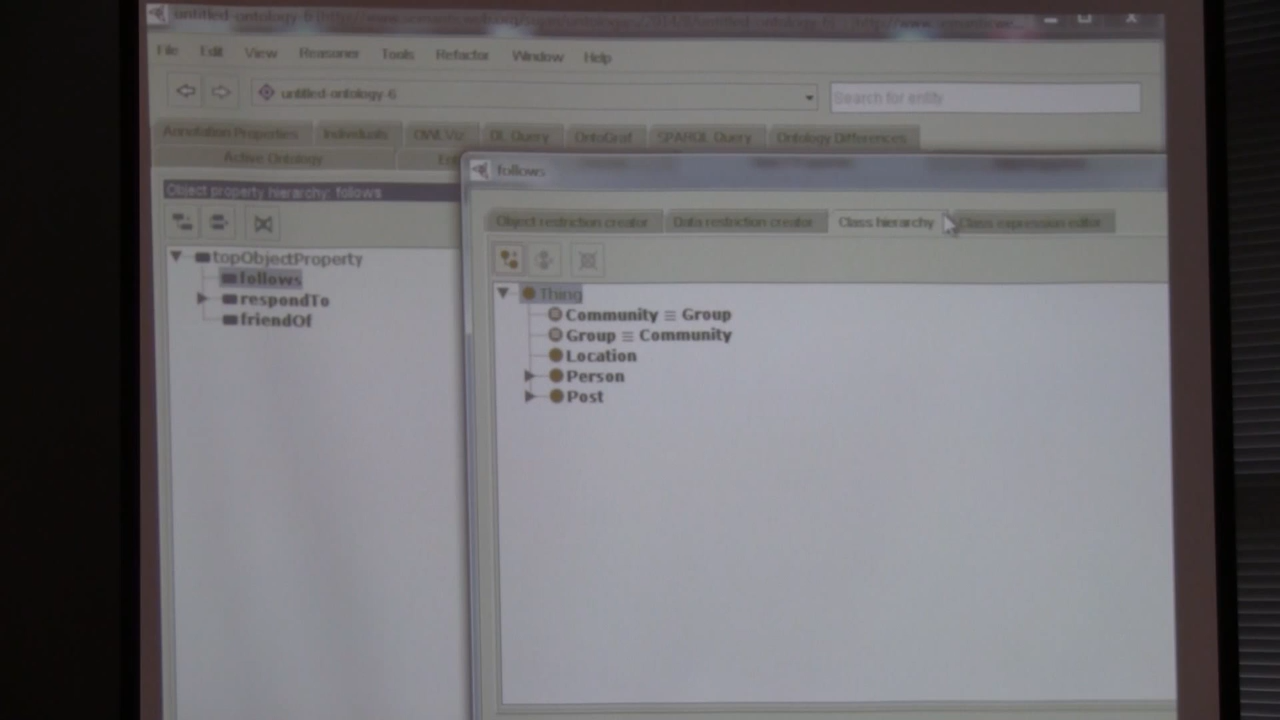 File Edit View Reasoner Tools Refactor Window Help
untitled-ontology-6
Search for entity
Annotation Properties Individuals OWLViz DL Query OntoGraf SPARQL Query Ontology Differences
Active Ontology
follows
Object property hierarchy: follows
Object restriction creator Data restriction creator Class hierarchy Class expression editor
topObjectProperty
follows
respondTo
friendOf
Thing
Community ≡ Group
Group ≡ Community
Location
Person
Post